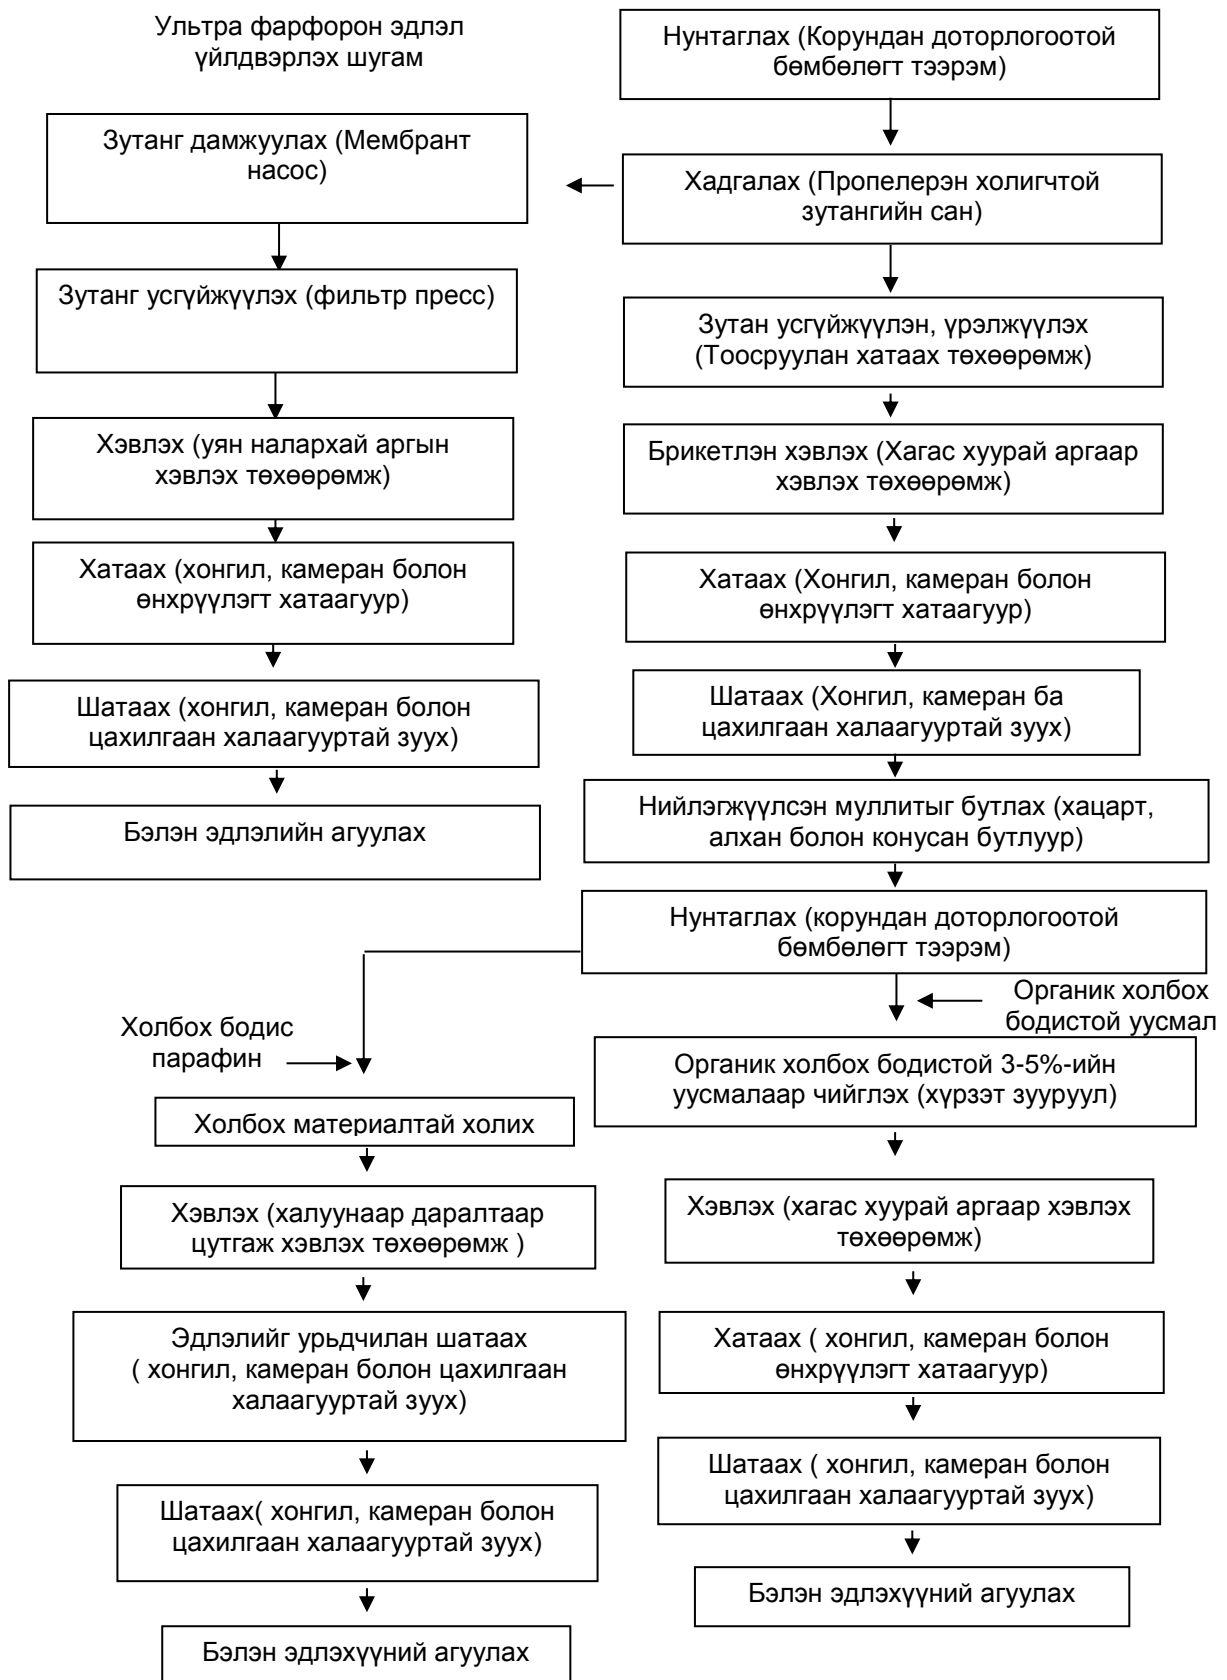 Ультра фарфорон эдлэл
үйлдвэрлэх шугам
Нунтаглах (Корундан доторлогоотой
бөмбөлөгт тээрэм)
Зутанг дамжуулах (Мембрант
насос)
Хадгалах (Пропелерэн холигчтой
зутангийн сан)
Зутанг усгүйжүүлэх (фильтр пресс)
Зутан усгүйжүүлэн, үрэлжүүлэх
(Тоосруулан хатаах төхөөрөмж)
Хэвлэх (уян налархай аргын
хэвлэх төхөөрөмж)
Брикетлэн хэвлэх (Хагас хуурай аргаар
хэвлэх төхөөрөмж)
Хатаах (хонгил, камеран болон
өнхрүүлэгт хатаагуур)
Хатаах (Хонгил, камеран болон
өнхрүүлэгт хатаагуур)
Шатаах (хонгил, камеран болон
цахилгаан халаагууртай зуух)
Шатаах (Хонгил, камеран ба
цахилгаан халаагууртай зуух)
Бэлэн эдлэлийн агуулах
Нийлэгжүүлсэн муллитыг бутлах (хацарт,
алхан болон конусан бутлуур)
Нунтаглах (корундан доторлогоотой
бөмбөлөгт тээрэм)
Органик холбох
бодистой уусмал
Холбох бодис
парафин
Органик холбох бодистой 3-5%-ийн
уусмалаар чийглэх (хүрзэт зууруул)
Холбох материалтай холих
Хэвлэх (халуунаар даралтаар
цутгаж хэвлэх төхөөрөмж )
Хэвлэх (хагас хуурай аргаар хэвлэх
төхөөрөмж)
Эдлэлийг урьдчилан шатаах
( хонгил, камеран болон цахилгаан
халаагууртай зуух)
Хатаах ( хонгил, камеран болон
өнхрүүлэгт хатаагуур)
Шатаах( хонгил, камеран болон
цахилгаан халаагууртай зуух)
Шатаах ( хонгил, камеран болон
цахилгаан халаагууртай зуух)
Бэлэн эдлэхүүний агуулах
Бэлэн эдлэхүүний агуулах